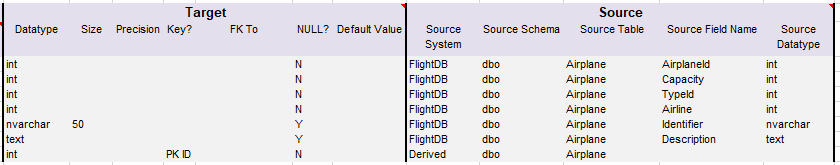 Target Source
Datatype Size Precision Key? FK To NULL? Default Value Source System Source Schema Source Table Source Field Name Source Datatype
int N FlightDB dbo Airplane AirplaneId int
int N FlightDB dbo Airplane Capacity int
int N FlightDB dbo Airplane TypeId int
int N FlightDB dbo Airplane Airline int
nvarchar 50 Y FlightDB dbo Airplane Identifier nvarchar
text Y FlightDB dbo Airplane Description text
int PK ID N Derived dbo Airplane